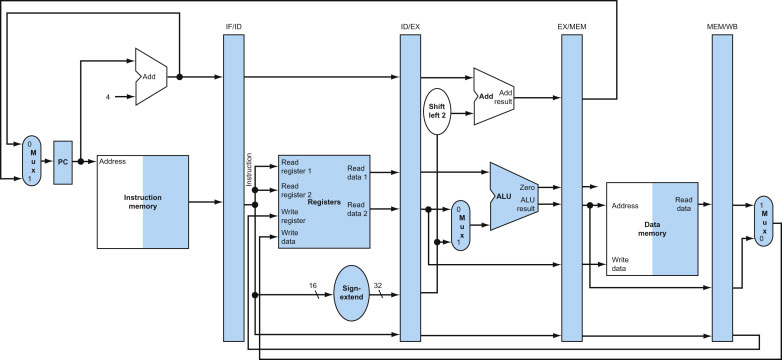 IF/ID
ID/EX
EX/MEM
MEM/WB
Add
4
Shift
left 2
Add
Add
result
0
M
u
x
1
PC
Address
Instruction
memory
Instruction
Read
register 1
Read
register 2
Write
register
Write
data
Registers
Read
data 1
Read
data 2
0
M
u
x
1
ALU
Zero
ALU
result
Address
Read
data
Data
memory
Write
data
1
M
u
x
0
16
Sign-
extend
32